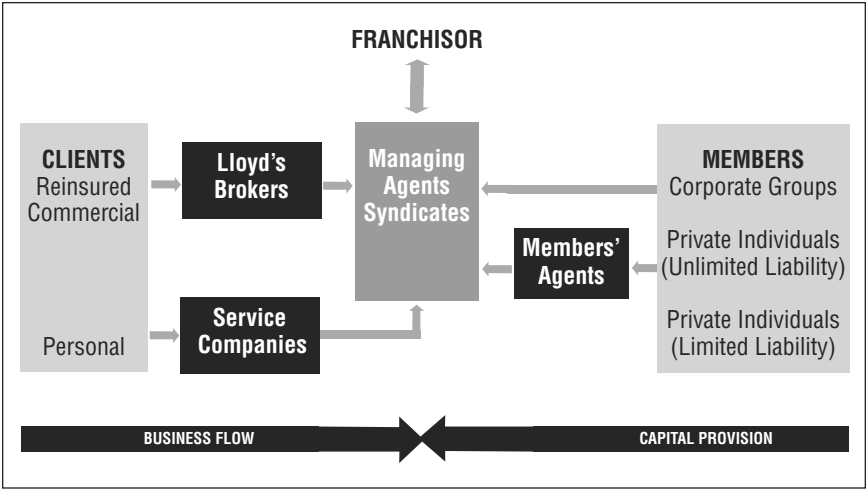 FRANCHISOR
CLIENTS
Reinsured
Commercial
Personal
Lloyd's
Brokers
Service
Companies
Managing
Agents
Syndicates
Members'
Agents
MEMBERS
Corporate Groups
Private Individuals
(Unlimited Liability)
Private Individuals
(Limited Liability)
BUSINESS FLOW
CAPITAL PROVISION